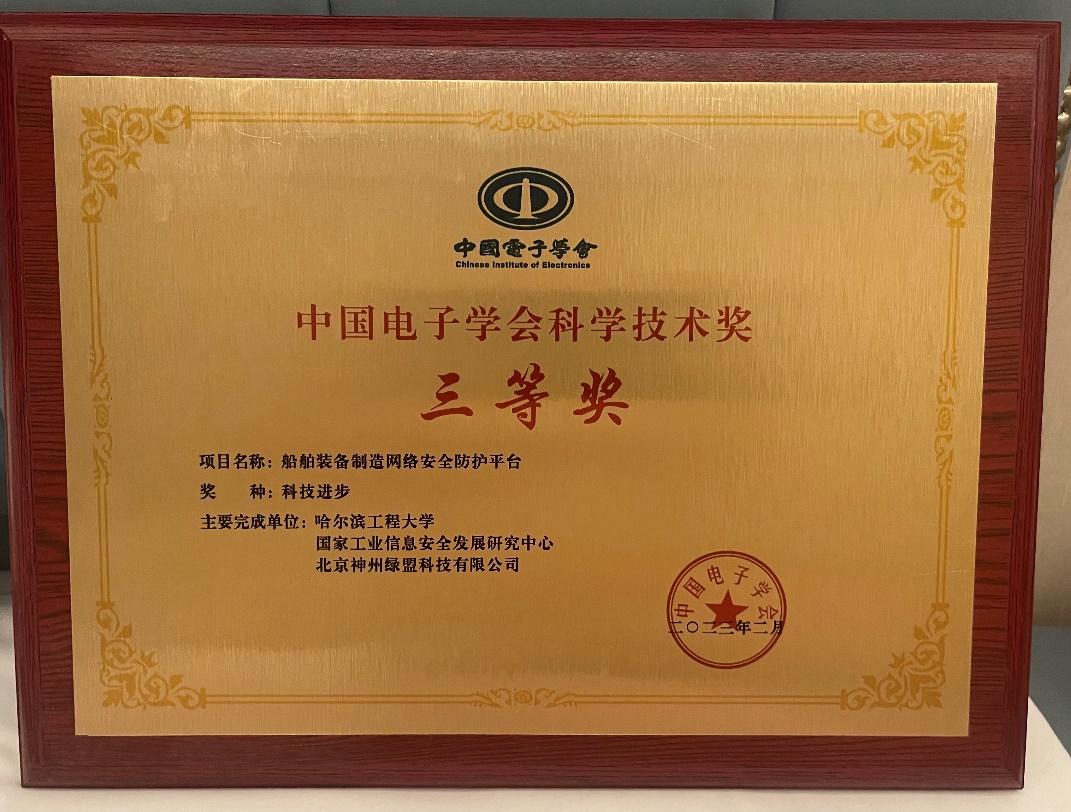 中國電子學會
Chinese Institute of Electronics
中国电子学会科学技术奖
三等奖
项目名称：船舶装备制造网络安全防护平台
奖 种：科技进步
主要完成单位：哈尔滨工程大学
国家工业信息安全发展研究中心
北京神州绿盟科技有限公司
中国电子学会
二〇二三年二月